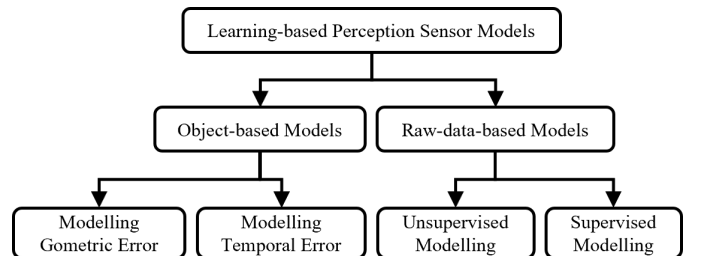 Learning-based Perception Sensor Models
Object-based Models
Raw-data-based Models
Modelling
Gometric Error
Modelling
Temporal Error
Unsupervised
Modelling
Supervised
Modelling